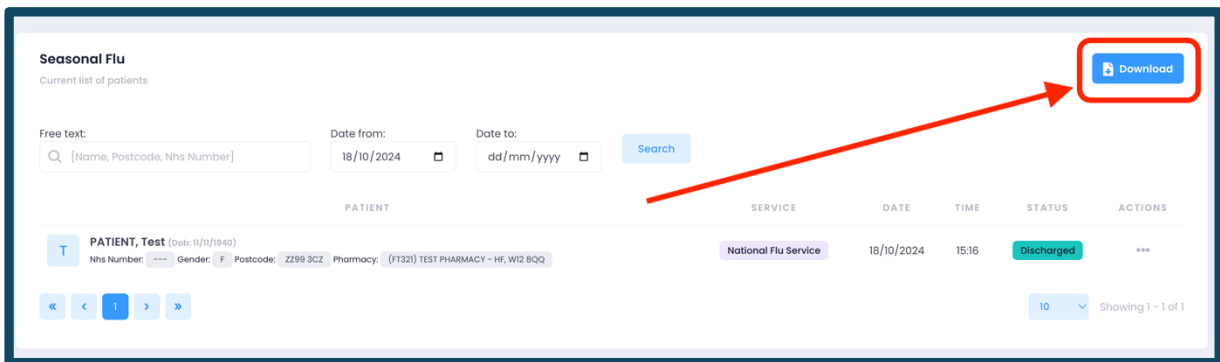 Seasonal Flu
Current list of patients
Download
Free text:
Date from:
Date to:
[Name, Postcode, Nhs Number]
18/10/2024
dd/mm/yyyy
Search
PATIENT SERVICE DATE TIME STATUS ACTIONS
T
PATIENT, Test (Dob: 11/11/1940)
Nhs Number: --- Gender: F Postcode: ZZ99 3CZ Pharmacy: (FT321) TEST PHARMACY - HF, W12 8QQ
National Flu Service 18/10/2024 15:16 Discharged •••
« < 1 > »
10 Showing 1 - 1 of 1